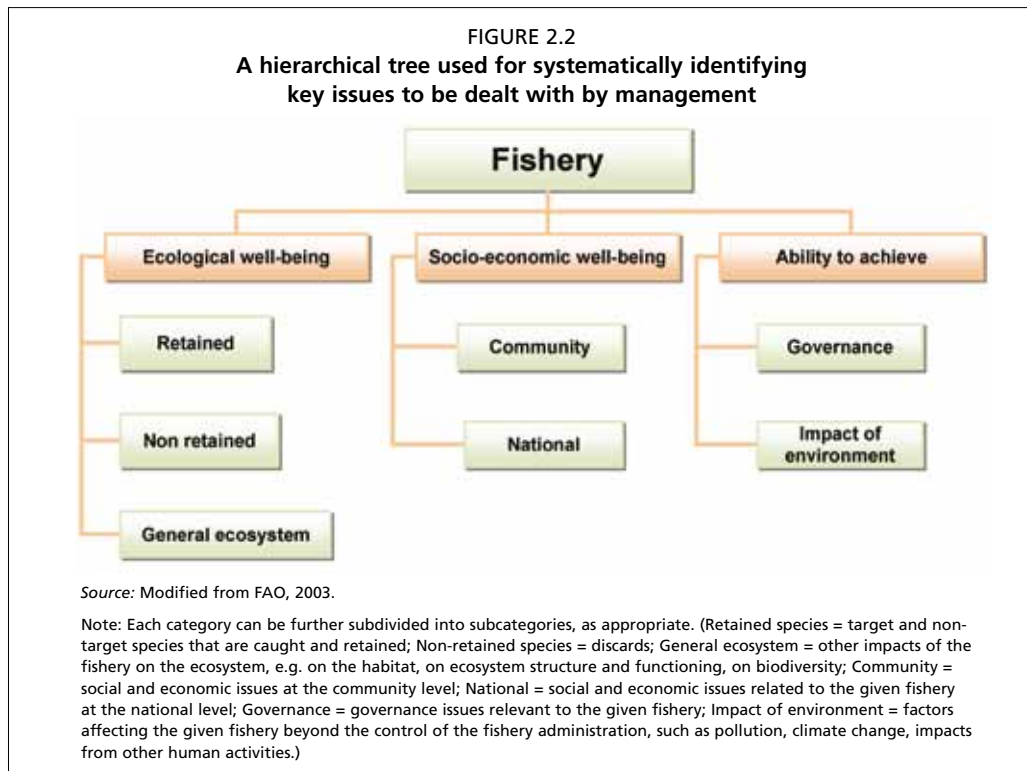 FIGURE 2.2
A hierarchical tree used for systematically identifying
key issues to be dealt with by management
Fishery
Ecological well-being
Socio-economic well-being
Ability to achieve
Retained
Community
Governance
Non retained
National
Impact of
environment
General ecosystem
Source: Modified from FAO, 2003.
Note: Each category can be further subdivided into subcategories, as appropriate. (Retained species = target and non-
target species that are caught and retained; Non-retained species = discards; General ecosystem = other impacts of the
fishery on the ecosystem, e.g. on the habitat, on ecosystem structure and functioning, on biodiversity; Community =
social and economic issues at the community level; National = social and economic issues related to the given fishery
at the national level; Governance = governance issues relevant to the given fishery; Impact of environment = factors
affecting the given fishery beyond the control of the fishery administration, such as pollution, climate change, impacts
from other human activities.)